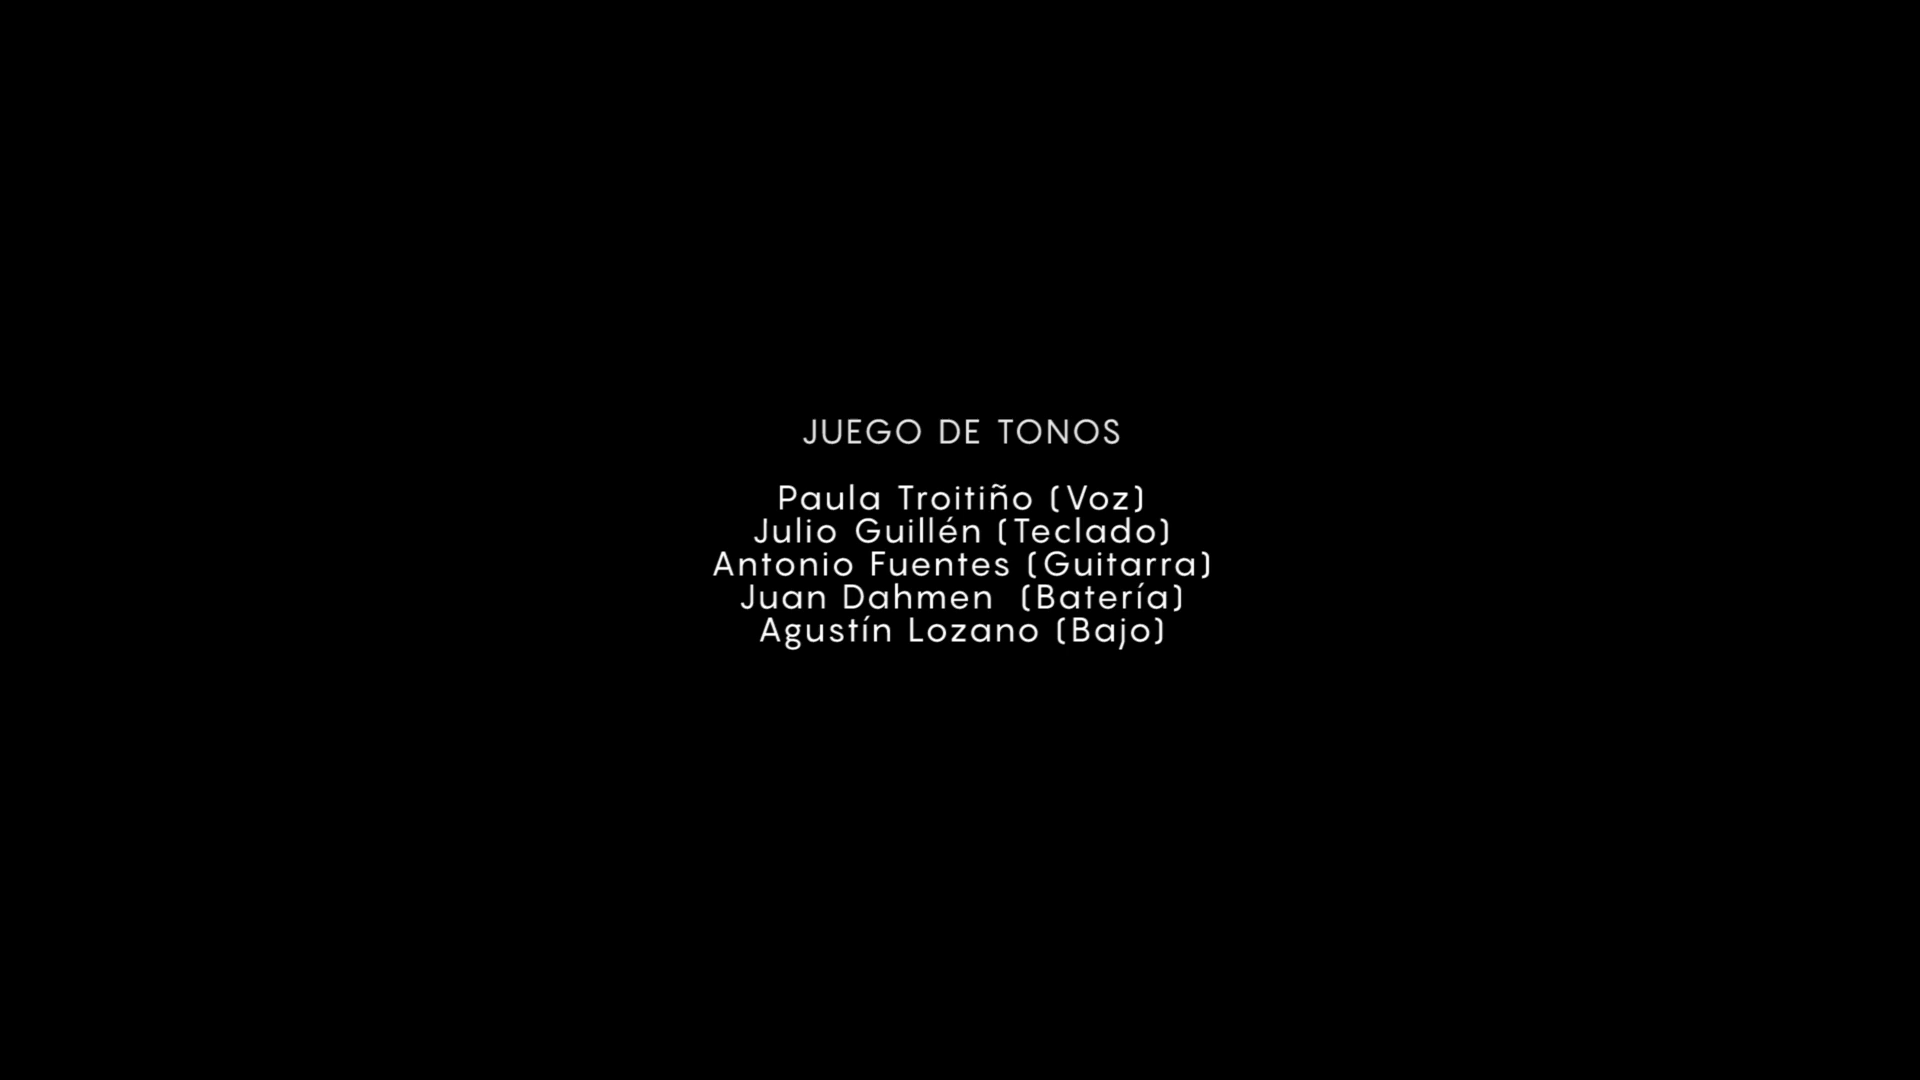 JUEGO DE TONOS
Paula Troitiño (Voz)
Julio Guillén (Teclado)
Antonio Fuentes (Guitarra)
Juan Dahmen (Batería)
Agustín Lozano (Bajo)